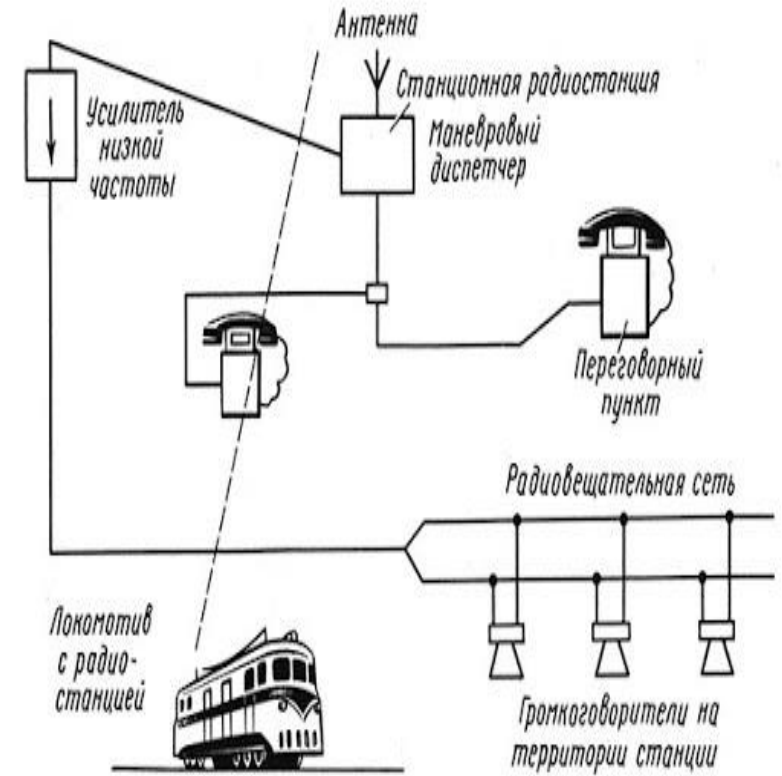 Антенна
Станционная радиостанция
Маневровый
диспетчер
Усилитель
низкой
частоты
Переговорный
пункт
Радиовещательная сеть
Локомотив
с радио-
станцией
Громкоговорители на
территории станции